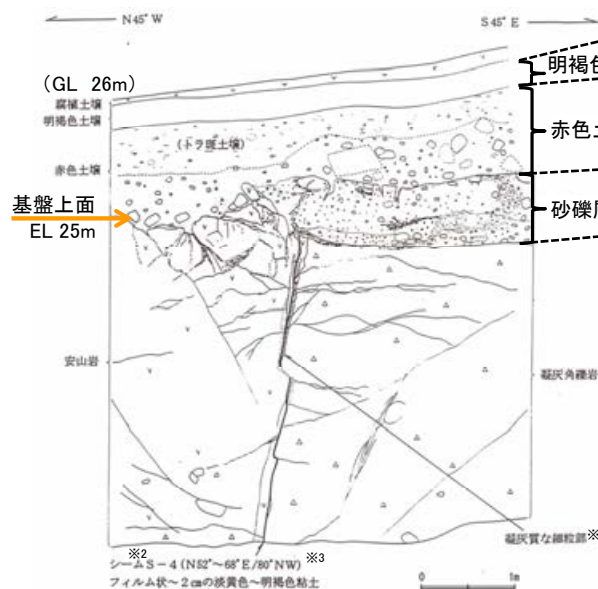 N45° W
S45° E
(GL 26m)
腐植土壌
明褐色土壌
明褐色
(トラ斑土壌)
赤色土
赤色土壌
基盤上面
EL 25m
砂礫層
安山岩
凝灰角礫岩
凝灰質な細粒部※
シームS-4 (N52°~68°E/80°NW) ※2 ※3
フィルム状~2㎝の淡黄色~明褐色粘土
0 1m